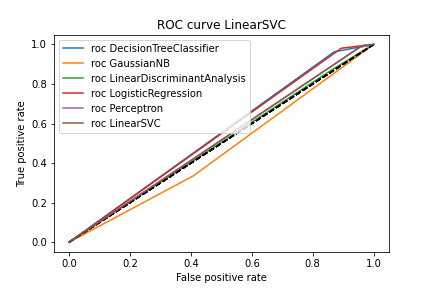 ROC curve LinearSVC
True positive rate
1.0
0.8
0.6
0.4
0.2
0.0
roc DecisionTreeClassifier
roc GaussianNB
roc LinearDiscriminantAnalysis
roc LogisticRegression
roc Perceptron
roc LinearSVC
0.0 0.2 0.4 0.6 0.8 1.0
False positive rate